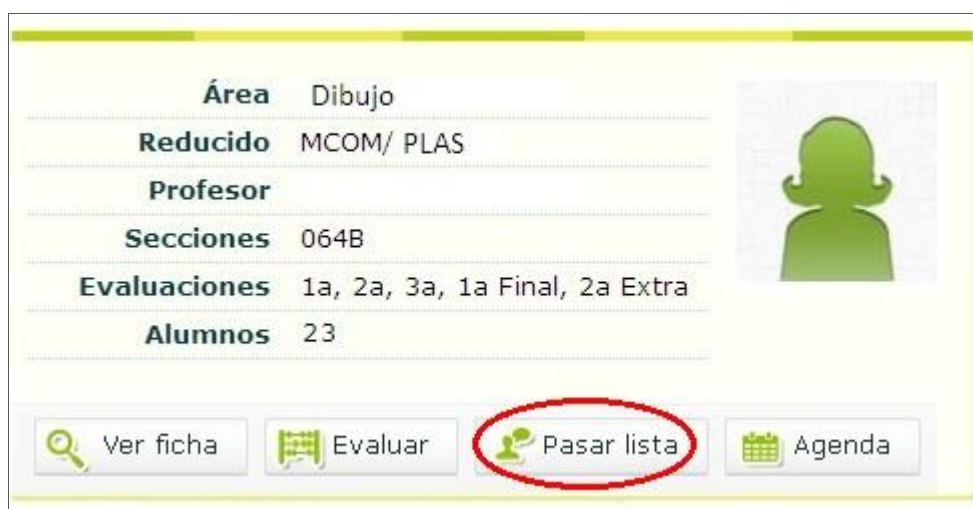 Área Dibujo
Reducido MCOM/ PLAS
Profesor
Secciones 064B
Evaluaciones 1a, 2a, 3a, 1a Final, 2a Extra
Alumnos 23
Ver ficha Evaluar Pasar lista Agenda